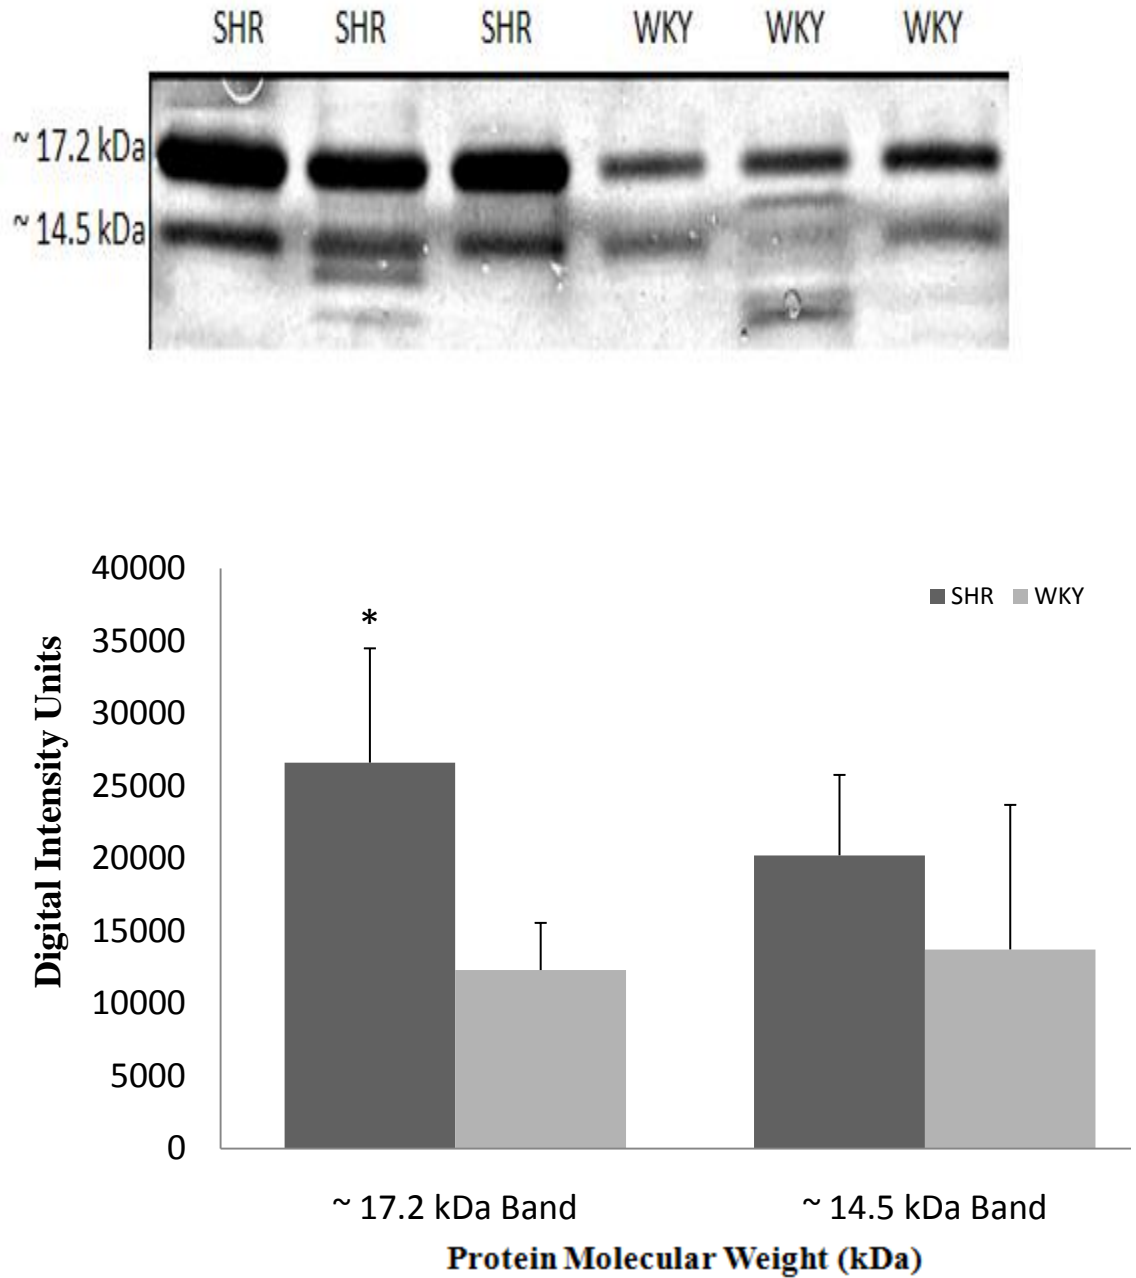 SHR SHR SHR WKY WKY WKY
~ 17.2 kDa
~ 14.5 kDa
40000
SHR WKY
*
35000
30000
25000
20000
15000
10000
5000
0
Digital Intensity Units
~ 17.2 kDa Band ~ 14.5 kDa Band
Protein Molecular Weight (kDa)